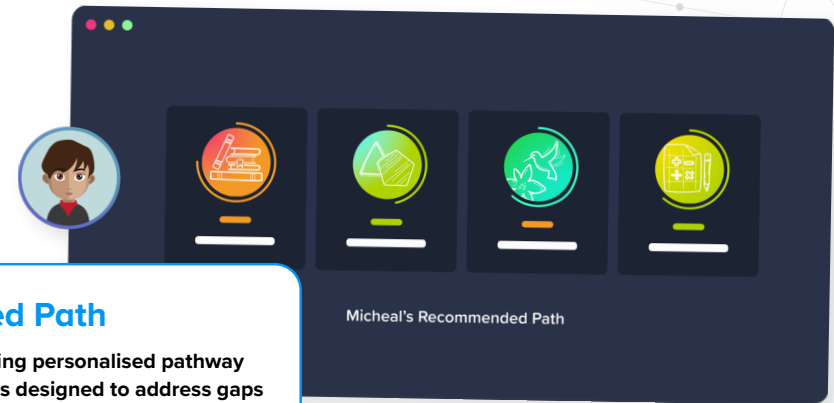 Micheal's Recommended Path
ed Path
ing personalised pathway
s designed to address gaps